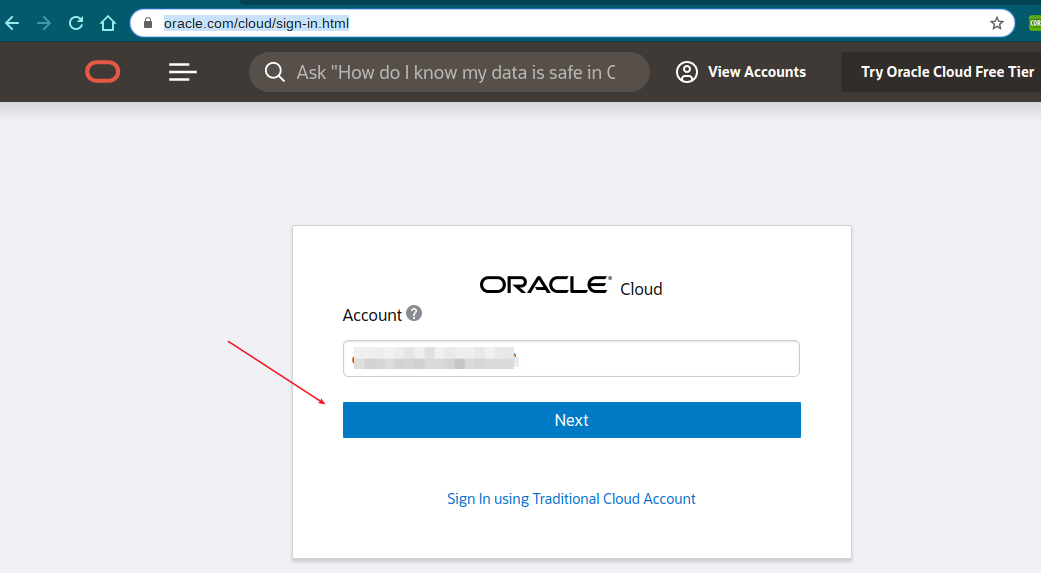 oracle.com/cloud/sign-in.html
Ask "How do I know my data is safe in C
View Accounts
Try Oracle Cloud Free Tier
ORACLE Cloud
Account ?
Next
Sign In using Traditional Cloud Account